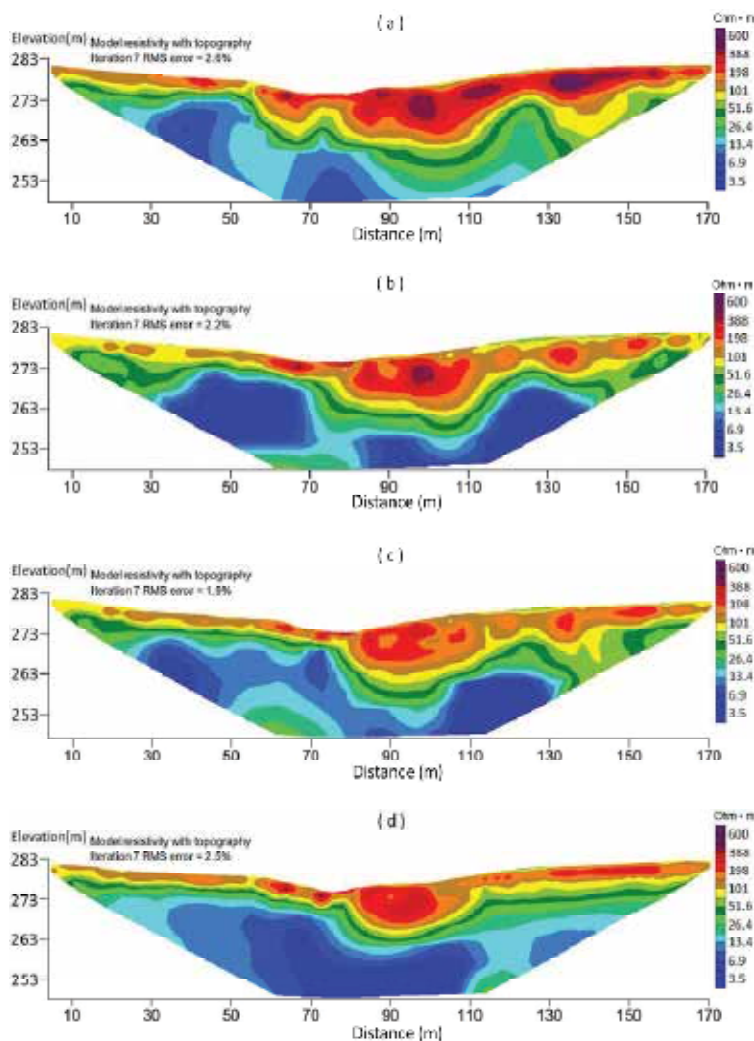 ( a )
Elevation(m) Model resistivity with topography
Iteration 7 RMS error = 2.6%
Ohm • m
283
273
263
253
600
388
198
101
51.6
26.4
13.4
6.9
3.5
10 30 50 70 90 110 130 150 170
Distance (m)
( b )
Elevation(m) Model resistivity with topography
Iteration 7 RMS error = 2.2%
Ohm • m
283
273
263
253
600
388
198
101
51.6
26.4
13.4
6.9
3.5
10 30 50 70 90 110 130 150 170
Distance (m)
( c )
Elevation(m) Model resistivity with topography
Iteration 7 RMS error = 1.9%
Ohm • m
283
273
263
253
600
388
198
101
51.6
26.4
13.4
6.9
3.5
10 30 50 70 90 110 130 150 170
Distance (m)
( d )
Elevation(m) Model resistivity with topography
Iteration 7 RMS error = 2.5%
Ohm • m
283
273
263
253
600
388
198
101
51.6
26.4
13.4
6.9
3.5
10 30 50 70 90 110 130 150 170
Distance (m)